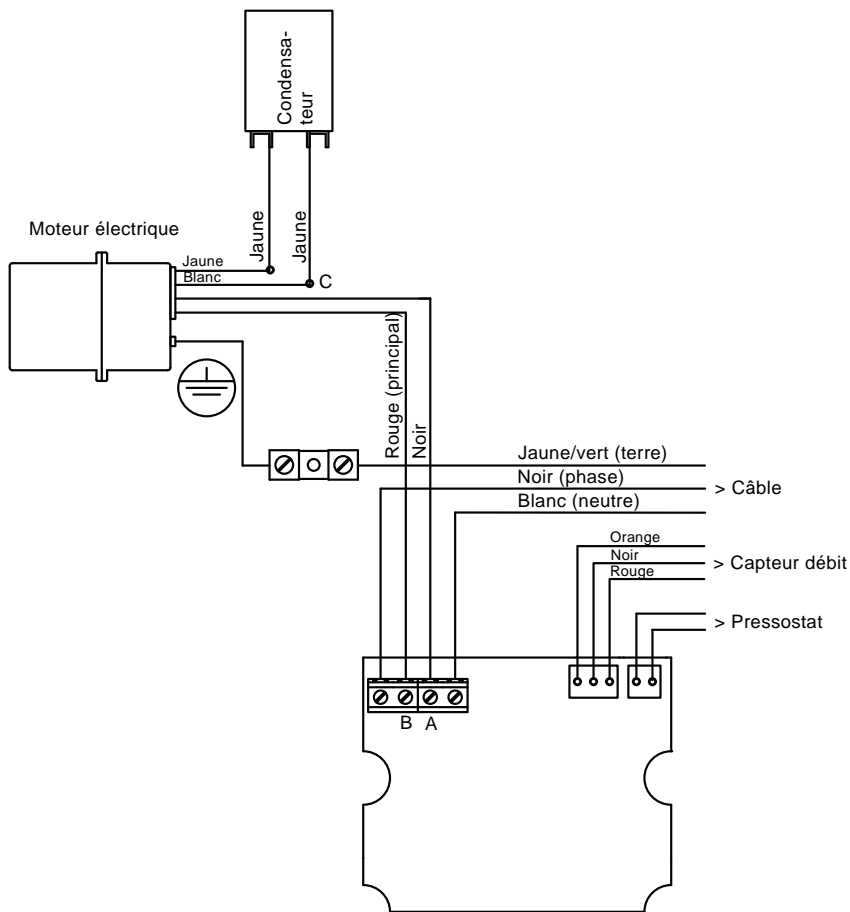 Condensa-
teur
Jaune
Jaune
Moteur électrique
Jaune
Blanc
C
Rouge (principal)
Noir
Jaune/vert (terre)
Noir (phase)
> Câble
Blanc (neutre)
Orange
Noir
> Capteur débit
Rouge
> Pressostat
B
A